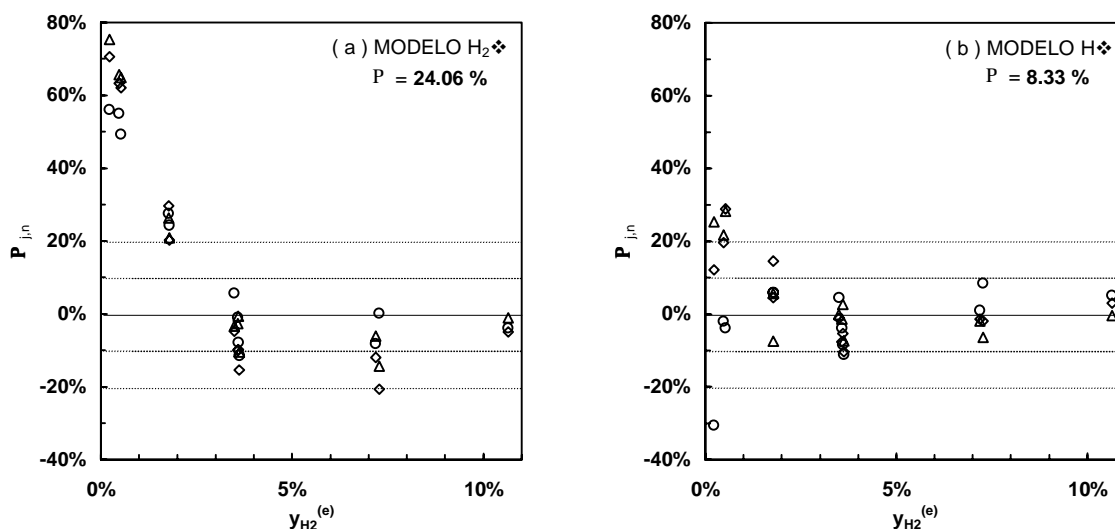 80%
60%
40%
20%
0%
-20%
-40%
0%
5%
10%
P j,n
y H2 (e)
( a ) MODELO H₂❖
P = 24.06 %
80%
60%
40%
20%
0%
-20%
-40%
0%
5%
10%
P j,n
y H2 (e)
( b ) MODELO H❖
P = 8.33 %